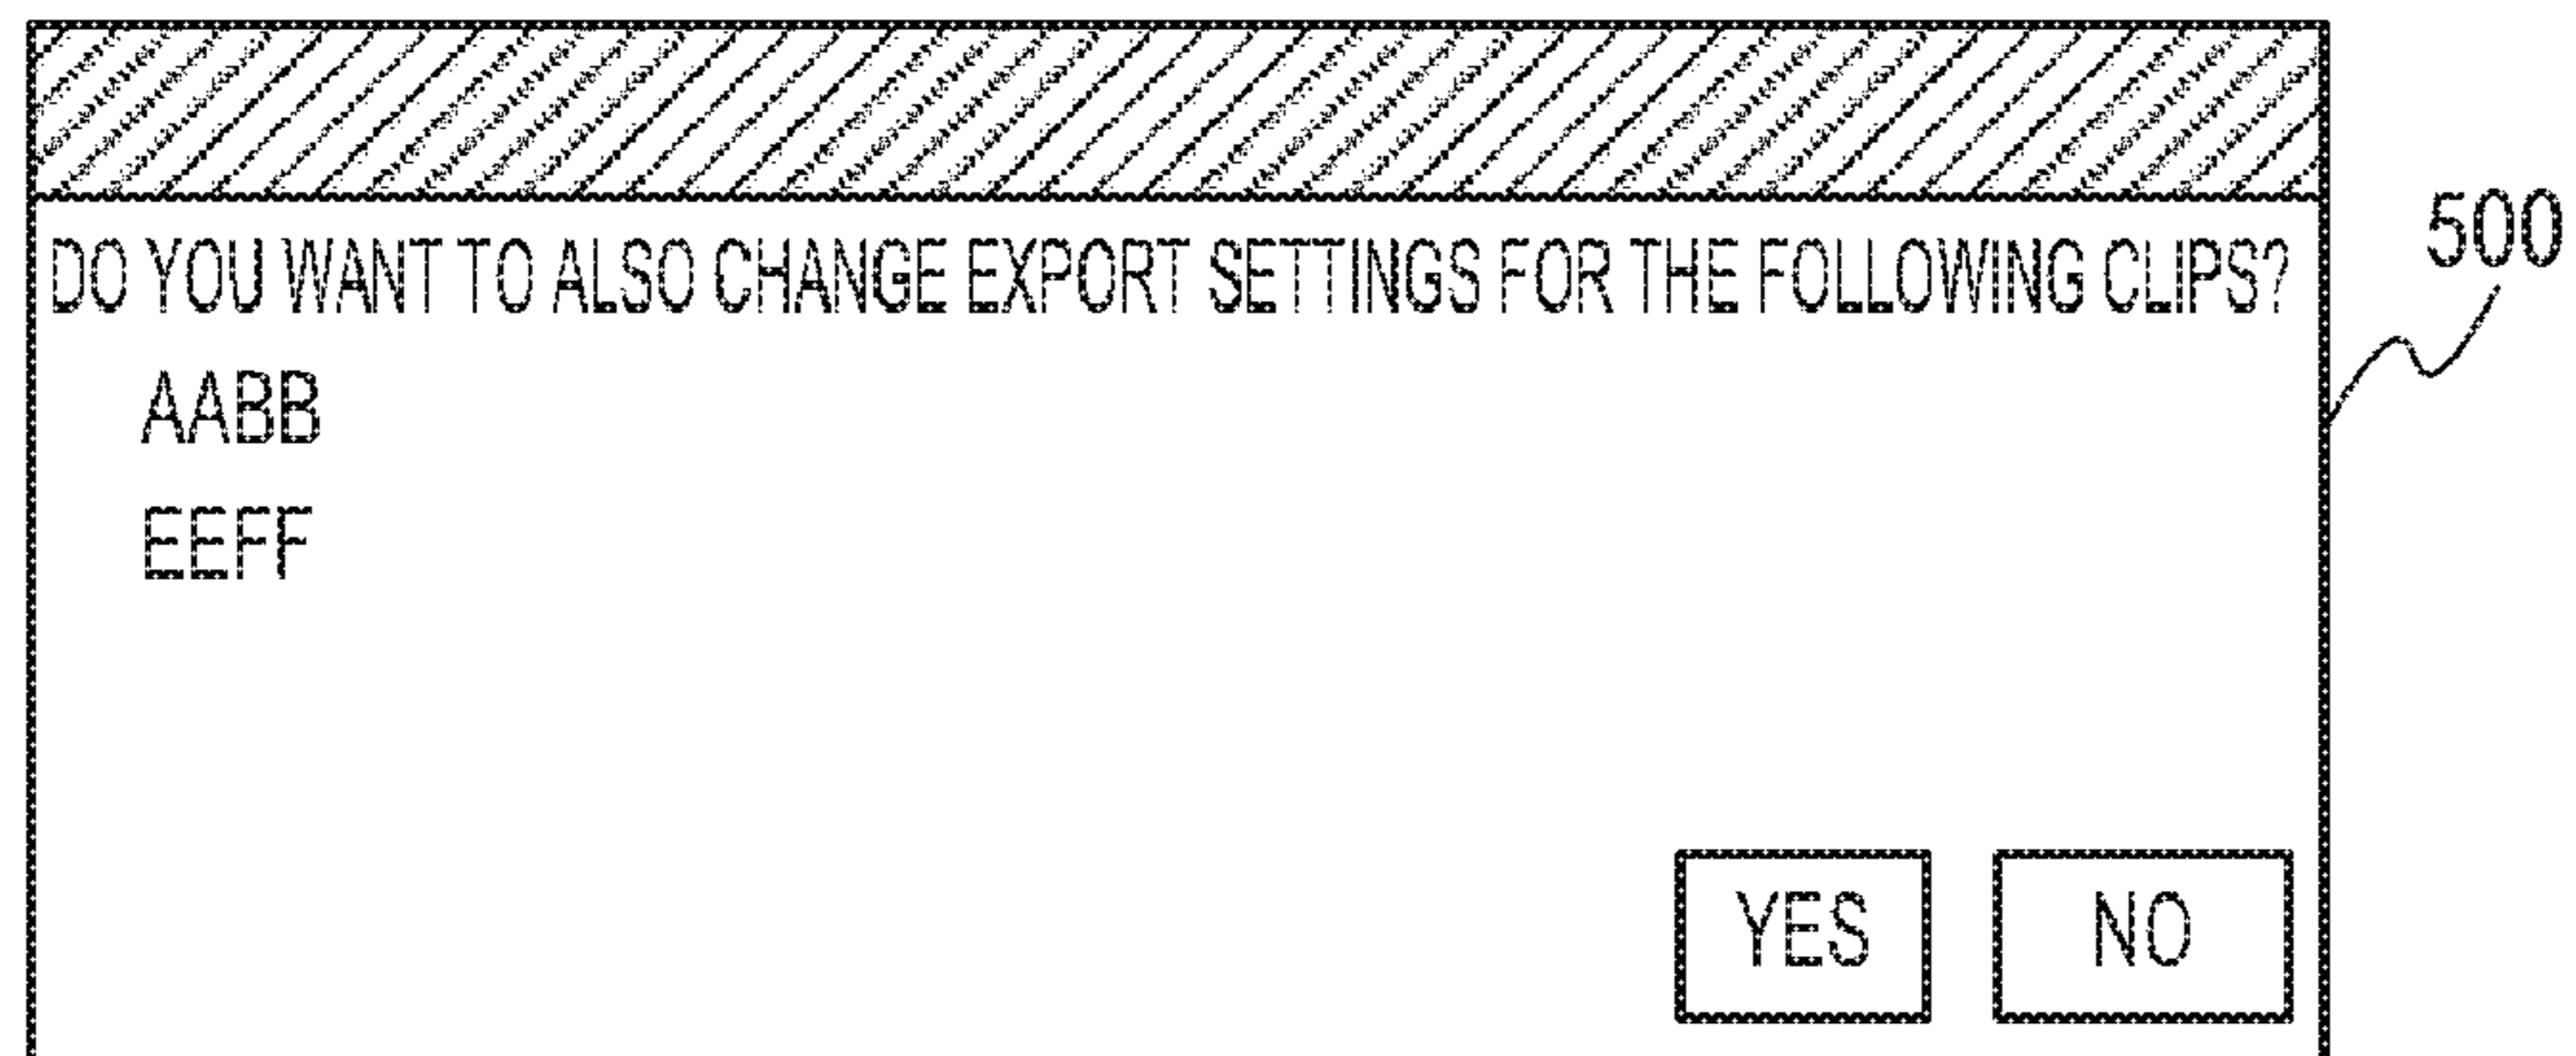 DO YOU WANT TO ALSO CHANGE EXPORT SETTINGS FOR THE FOLLOWING CLIPS?
500
AABB
EEFF
YES NO